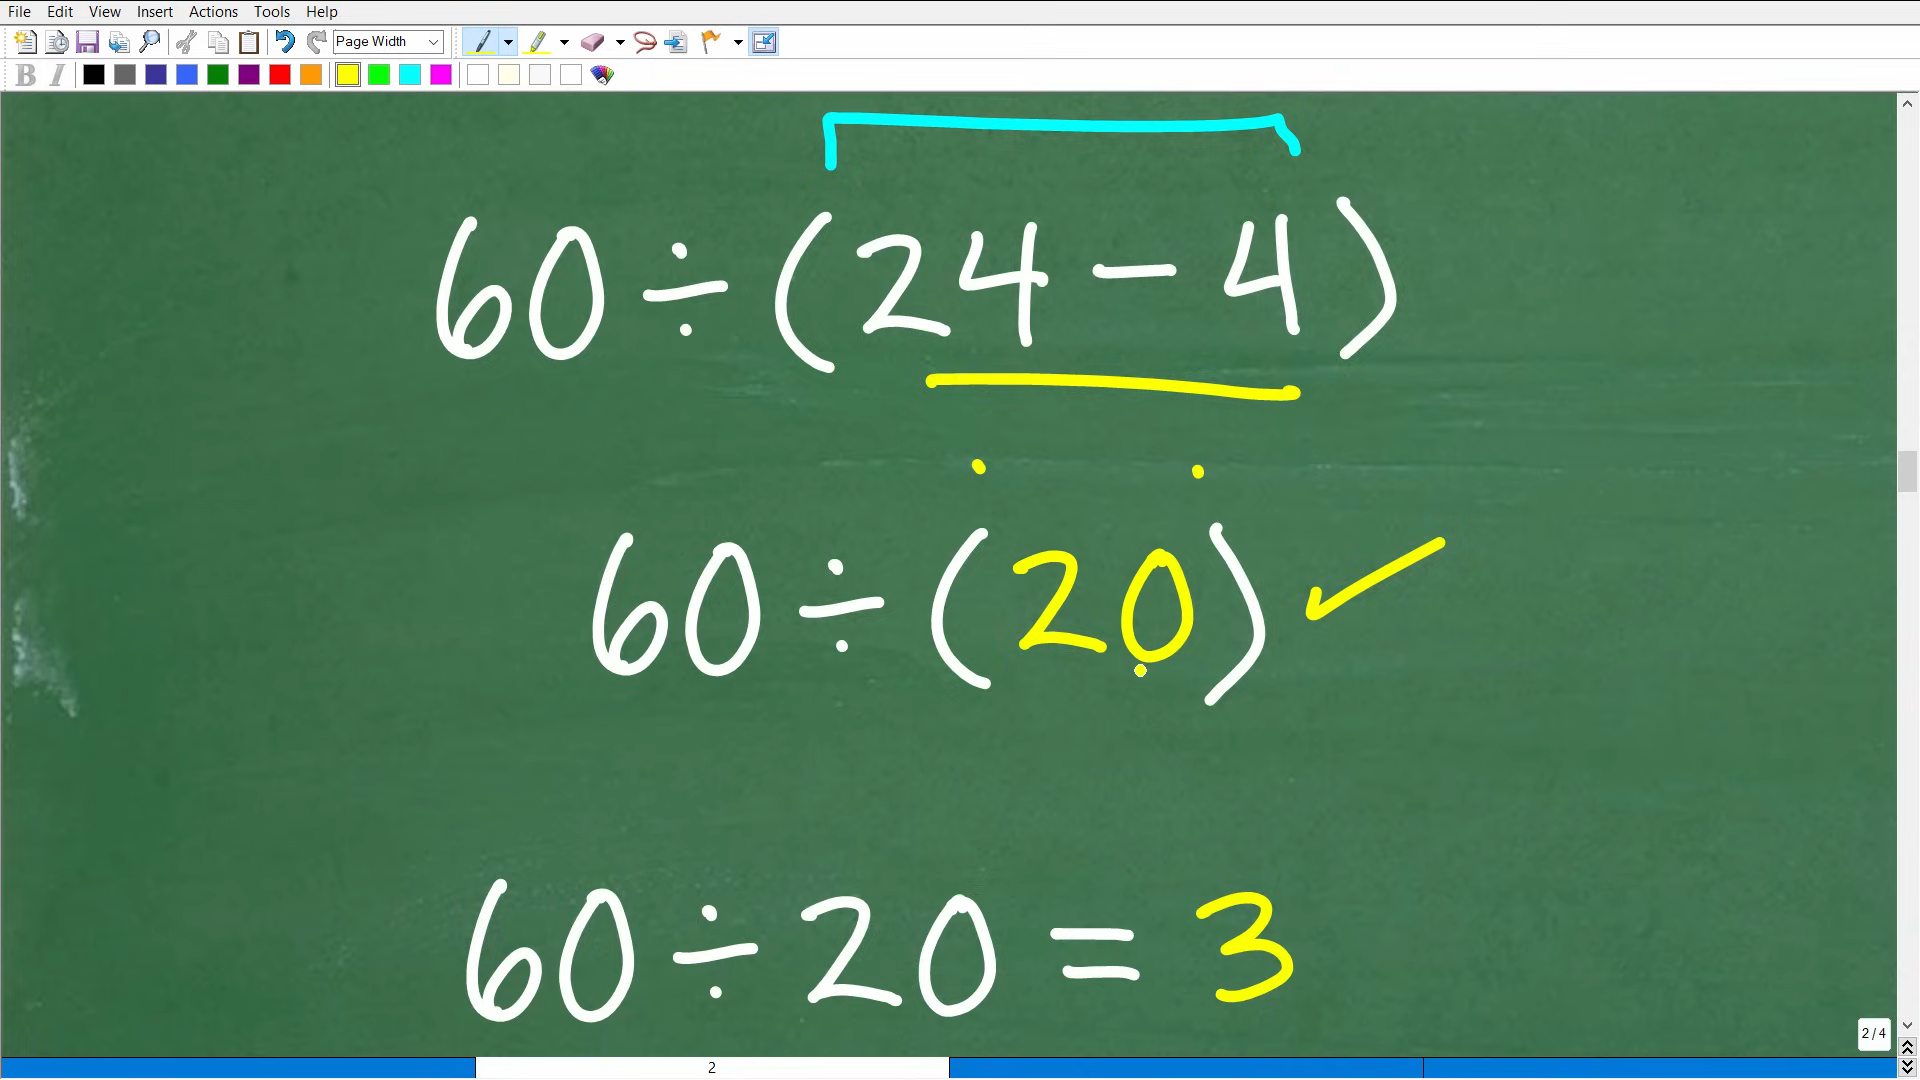 File Edit View Insert Actions Tools Help
Page Width
B I
60 ÷ (24 − 4)
60 ÷ (20) ✓
60 ÷ 20 = 3
2 / 4
2